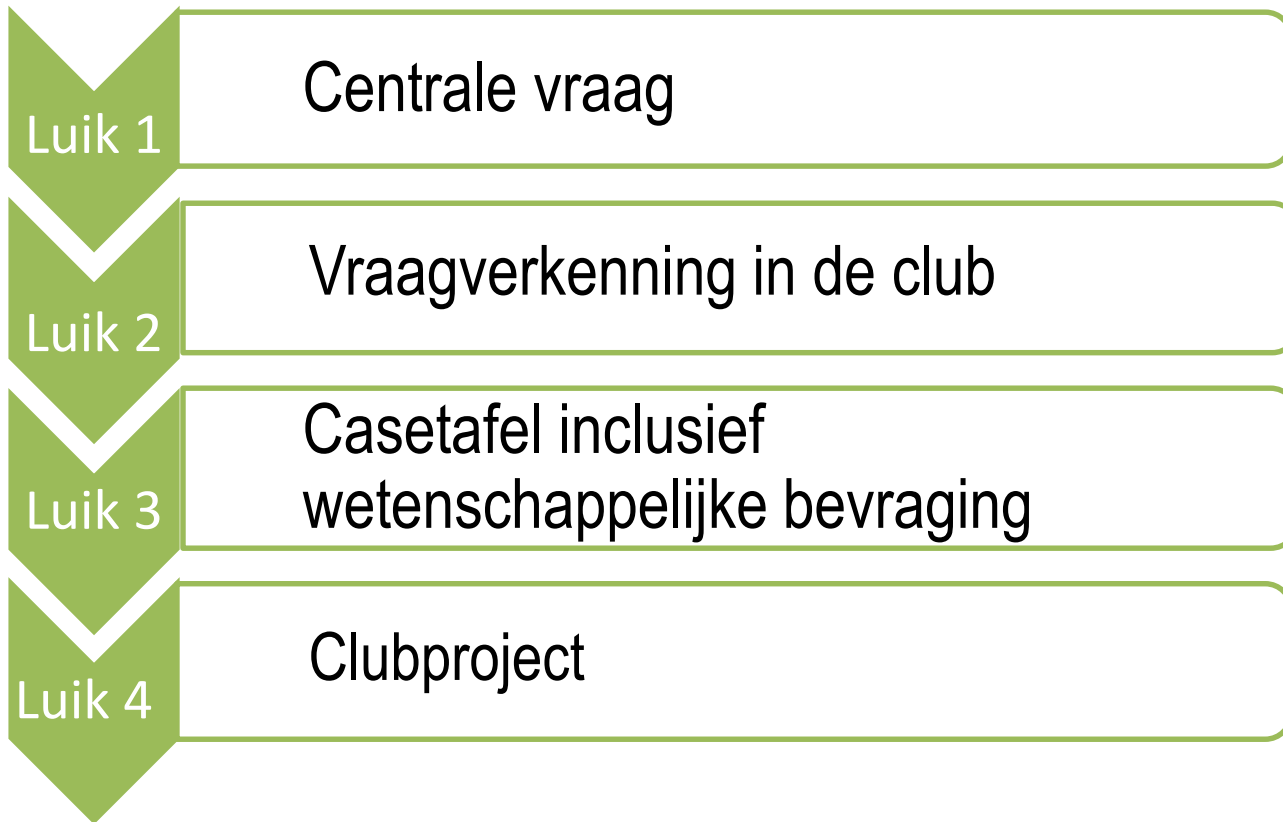 Luik 1
Centrale vraag
Luik 2
Vraagverkenning in de club
Luik 3
Casetafel inclusief
wetenschappelijke bevraging
Luik 4
Clubproject